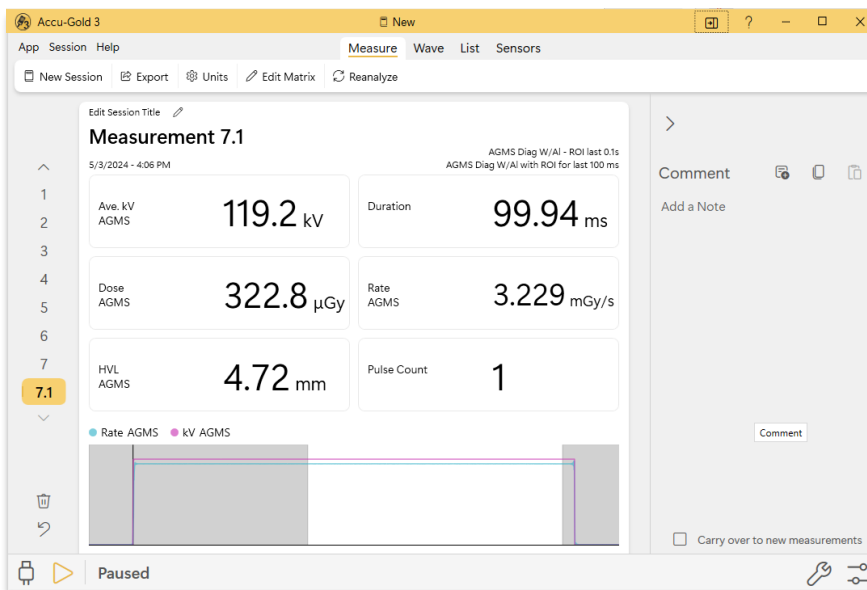 Accu-Gold 3
New
?
App Session Help
Measure Wave List Sensors
New Session Export Units Edit Matrix Reanalyze
Edit Session Title
Measurement 7.1
5/3/2024 - 4:06 PM
AGMS Diag W/Al - ROI last 0.1s
AGMS Diag W/Al with ROI for last 100 ms
1
2
3
4
5
6
7
7.1
Ave. kV
AGMS
119.2 kV
Duration
99.94 ms
Dose
AGMS
322.8 µGy
Rate
AGMS
3.229 mGy/s
HVL
AGMS
4.72 mm
Pulse Count
1
Rate AGMS kV AGMS
Comment
Add a Note
Comment
Carry over to new measurements
Paused